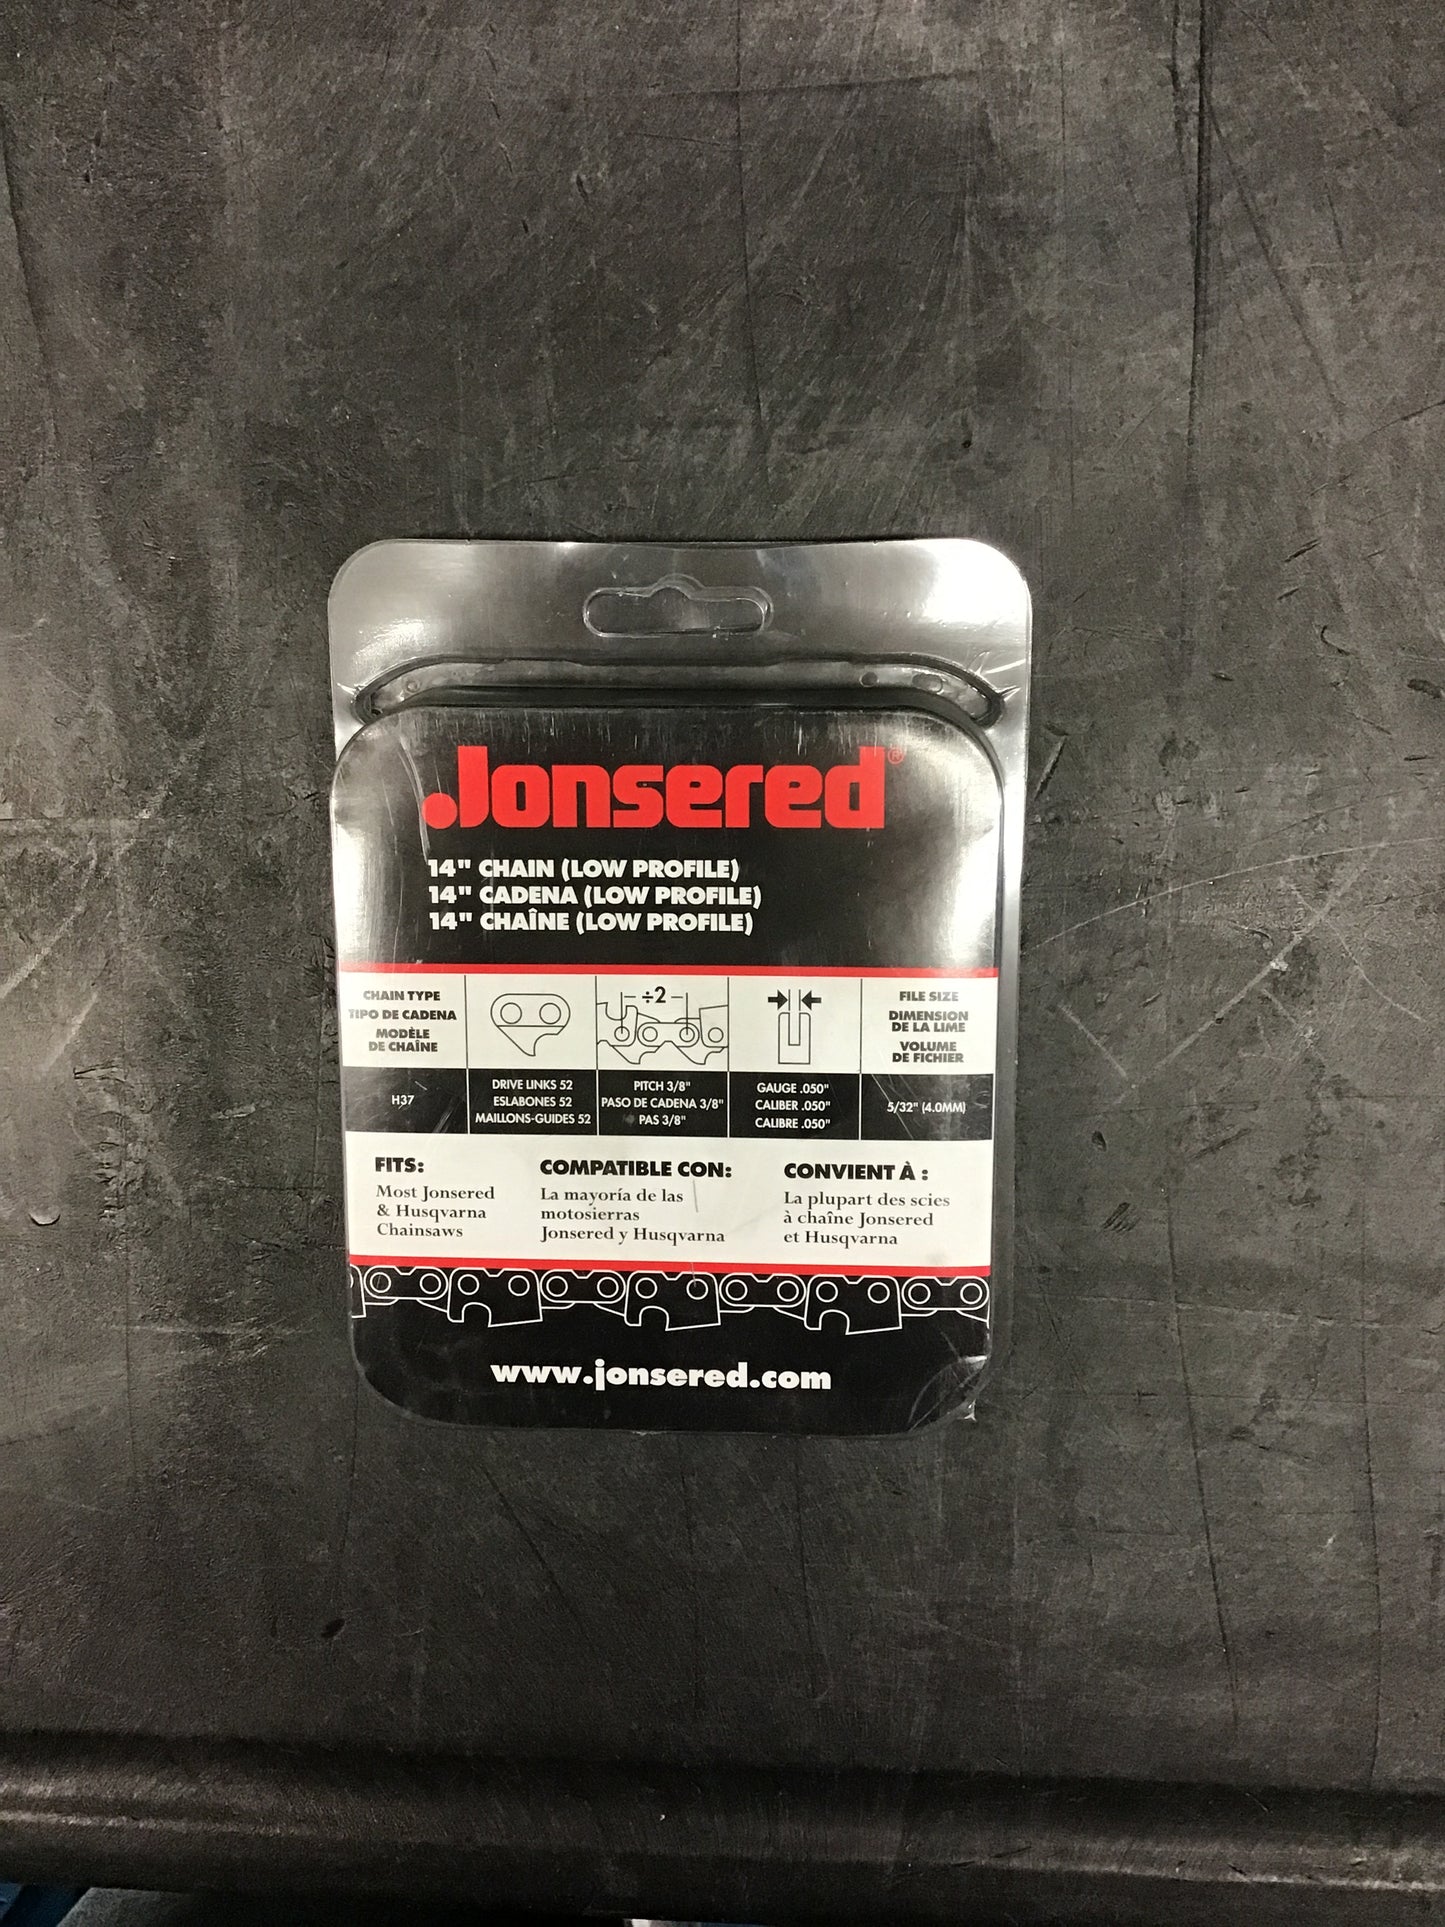 Jonsered®
14" CHAIN (LOW PROFILE)
14" CADENA (LOW PROFILE)
14" CHAÎNE (LOW PROFILE)
CHAIN TYPE
TIPO DE CADENA
MODÈLE
DE CHAÎNE
÷2
FILE SIZE
DIMENSION
DE LA LIME
VOLUME
DE FICHIER
H37
DRIVE LINKS 52
ESLABONES 52
MAILLONS-GUIDES 52
PITCH 3/8"
PASO DE CADENA 3/8"
PAS 3/8"
GAUGE .050"
CALIBER .050"
CALIBRE .050"
5/32" (4.0MM)
FITS:
Most Jonsered
& Husqvarna
Chainsaws
COMPATIBLE CON:
La mayoría de las
motosierras
Jonsered y Husqvarna
CONVIENT À :
La plupart des scies
à chaîne Jonsered
et Husqvarna
www.jonsered.com